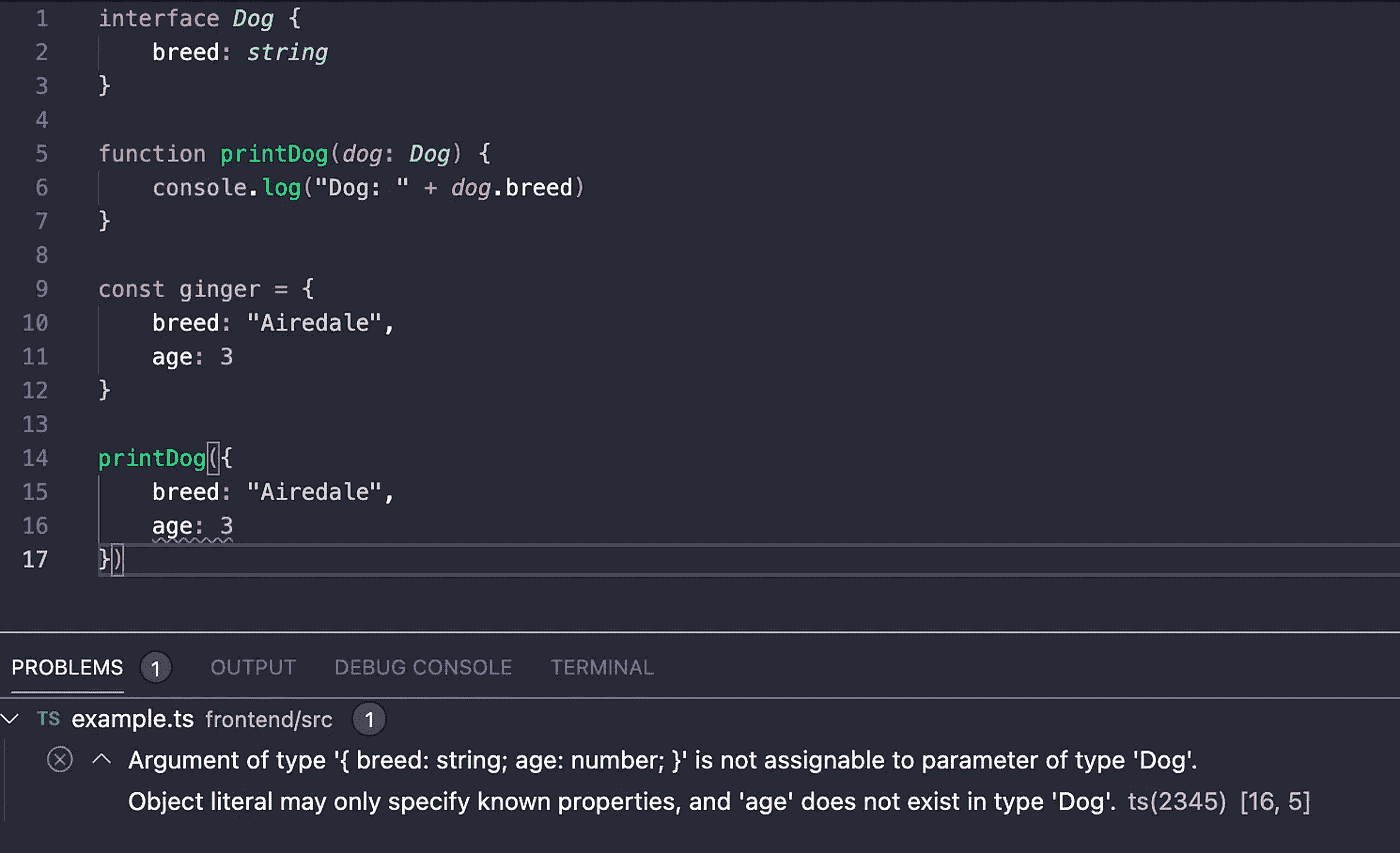 1 interface Dog {
2 breed: string
3 }
4
5 function printDog(dog: Dog) {
6 console.log("Dog: " + dog.breed)
7 }
8
9 const ginger = {
10 breed: "Airedale",
11 age: 3
12 }
13
14 printDog({
15 breed: "Airedale",
16 age: 3
17 })
PROBLEMS 1 OUTPUT DEBUG CONSOLE TERMINAL
TS example.ts frontend/src 1
Argument of type '{ breed: string; age: number; }' is not assignable to parameter of type 'Dog'.
Object literal may only specify known properties, and 'age' does not exist in type 'Dog'. ts(2345) [16, 5]